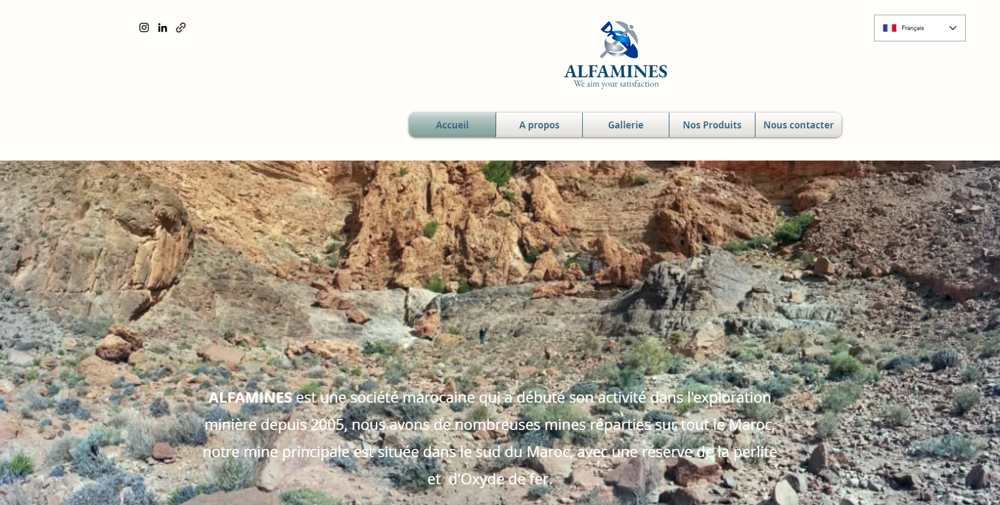 Français
ALFAMINES
We aim your satisfaction
Accueil
A propos
Gallerie
Nos Produits
Nous contacter
ALFAMINES est une société marocaine qui a débuté son activité dans l'exploration
minière depuis 2005, nous avons de nombreuses mines réparties sur tout le Maroc,
notre mine principale est située dans le sud du Maroc, avec une réserve de la perlite
et  d'Oxyde de fer.